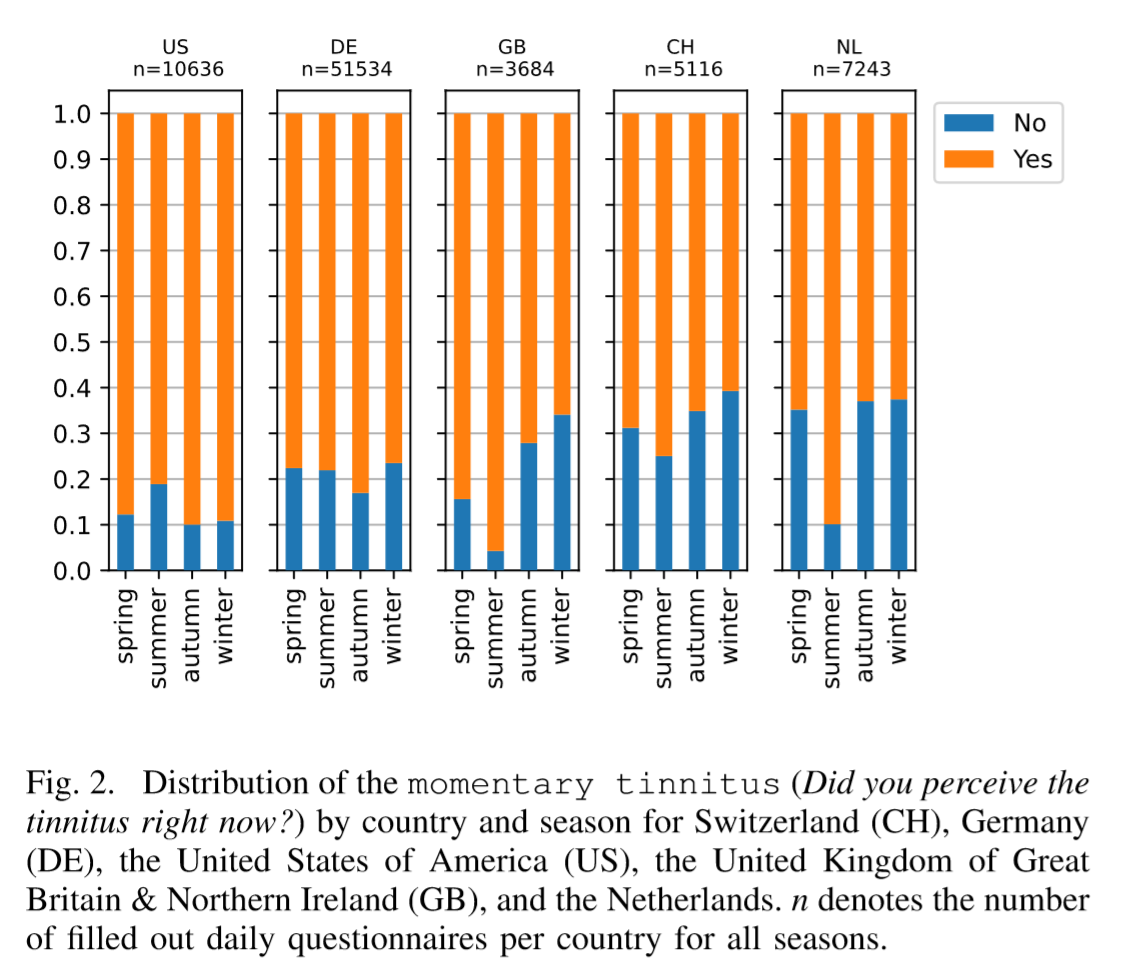 US
n=10636
DE
n=51534
GB
n=3684
CH
n=5116
NL
n=7243
1.0
0.9
0.8
0.7
0.6
0.5
0.4
0.3
0.2
0.1
0.0
No
Yes
spring
summer
autumn
winter
spring
summer
autumn
winter
spring
summer
autumn
winter
spring
summer
autumn
winter
spring
summer
autumn
winter
Fig. 2. Distribution of the momentary tinnitus (Did you perceive the
tinnitus right now?) by country and season for Switzerland (CH), Germany
(DE), the United States of America (US), the United Kingdom of Great
Britain & Northern Ireland (GB), and the Netherlands. n denotes the number
of filled out daily questionnaires per country for all seasons.